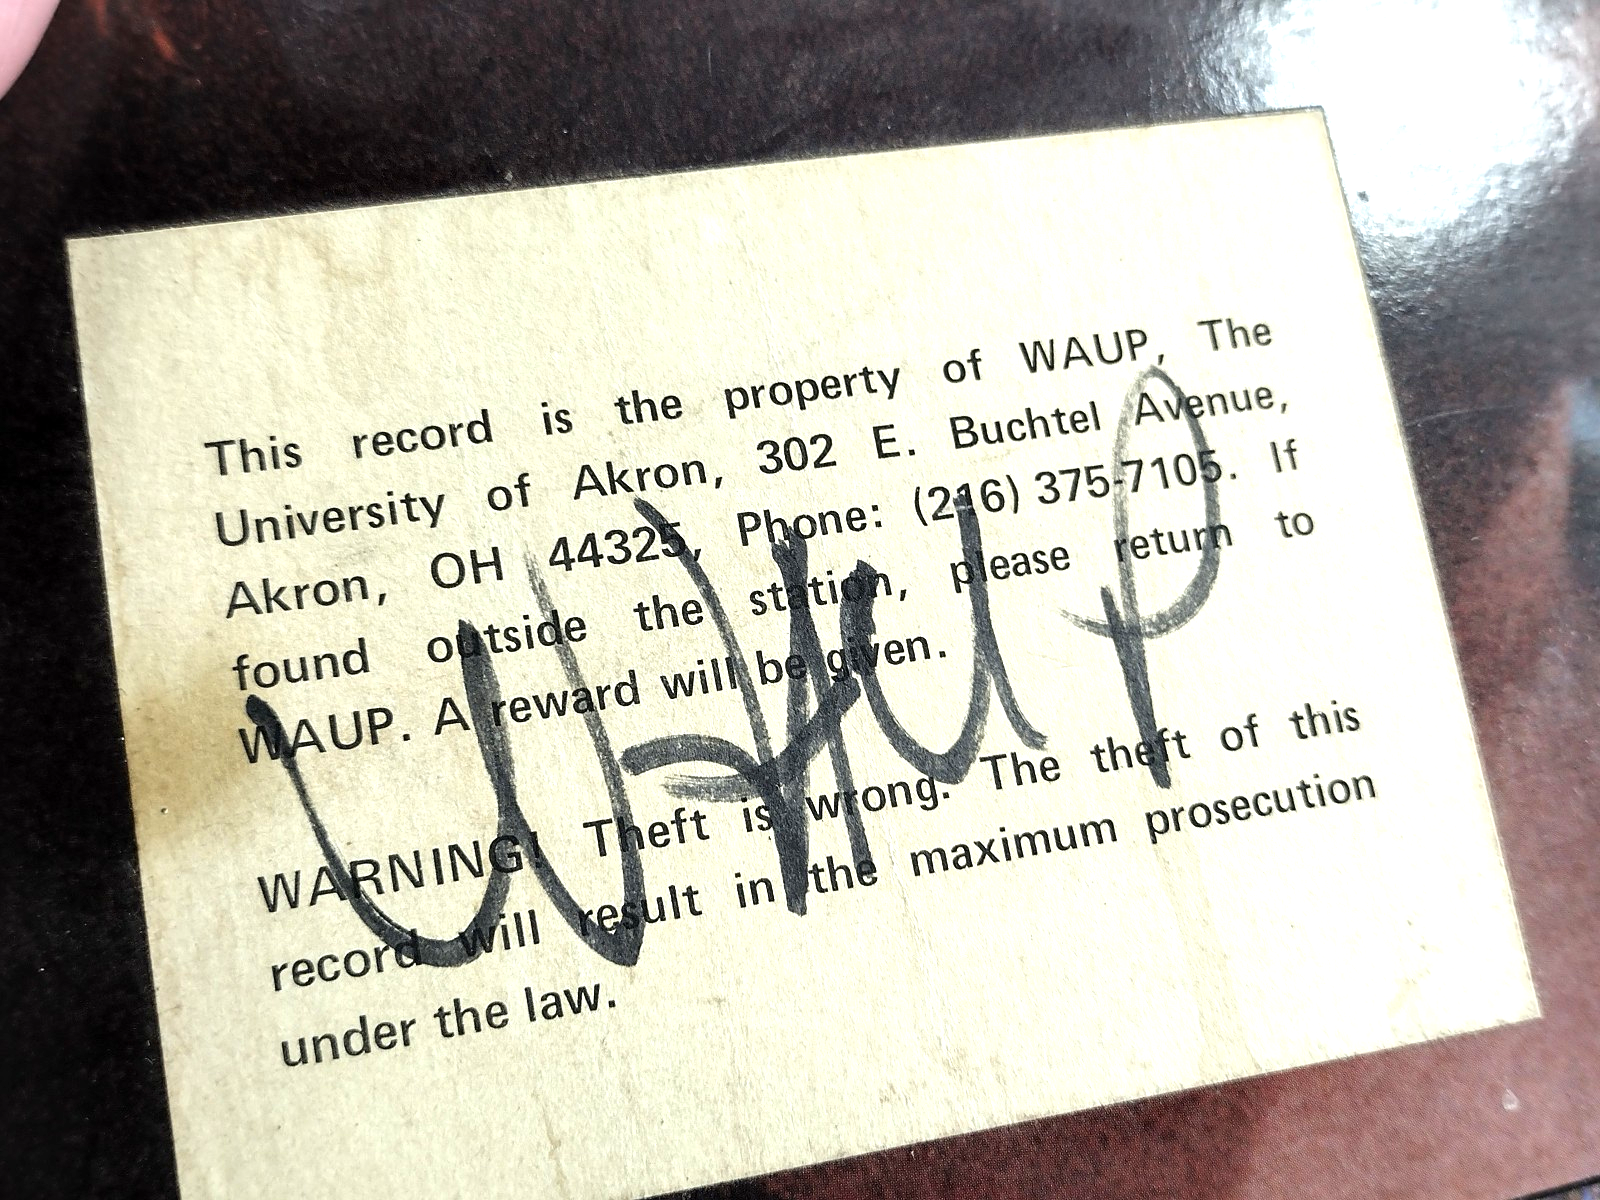 This record is the property of WAUP, The
University of Akron, 302 E. Buchtel Avenue,
Akron, OH 44325, Phone: (216) 375-7105. If
found outside the station, please return to
WAUP. A reward will be given.
WAUP
WARNING! Theft is wrong. The theft of this
record will result in the maximum prosecution
under the law.